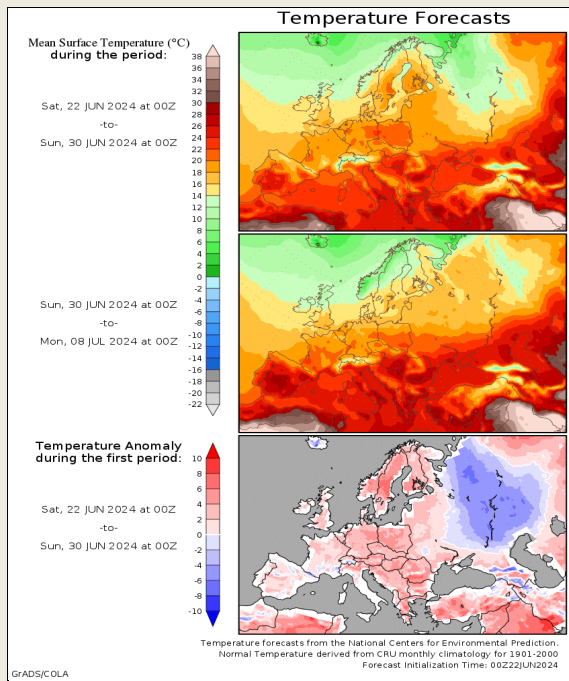 Temperature Forecasts
Mean Surface Temperature (°C)
during the period:
Sat, 22 JUN 2024 at 00Z
-to-
Sun, 30 JUN 2024 at 00Z
38
36
34
32
30
28
26
24
22
20
18
16
14
12
10
8
6
4
2
0
-2
-4
-6
-8
-10
-12
-14
-16
-18
-20
-22
Sun, 30 JUN 2024 at 00Z
-to-
Mon, 08 JUL 2024 at 00Z
Temperature Anomaly
during the first period:
Sat, 22 JUN 2024 at 00Z
-to-
Sun, 30 JUN 2024 at 00Z
10
8
6
4
2
0
-2
-4
-6
-8
-10
Temperature forecasts from the National Centers for Environmental Prediction.
Normal Temperature derived from CRU monthly climatology for 1901-2000
Forecast Initialization Time: 00Z22JUN2024
GrADS/COLA